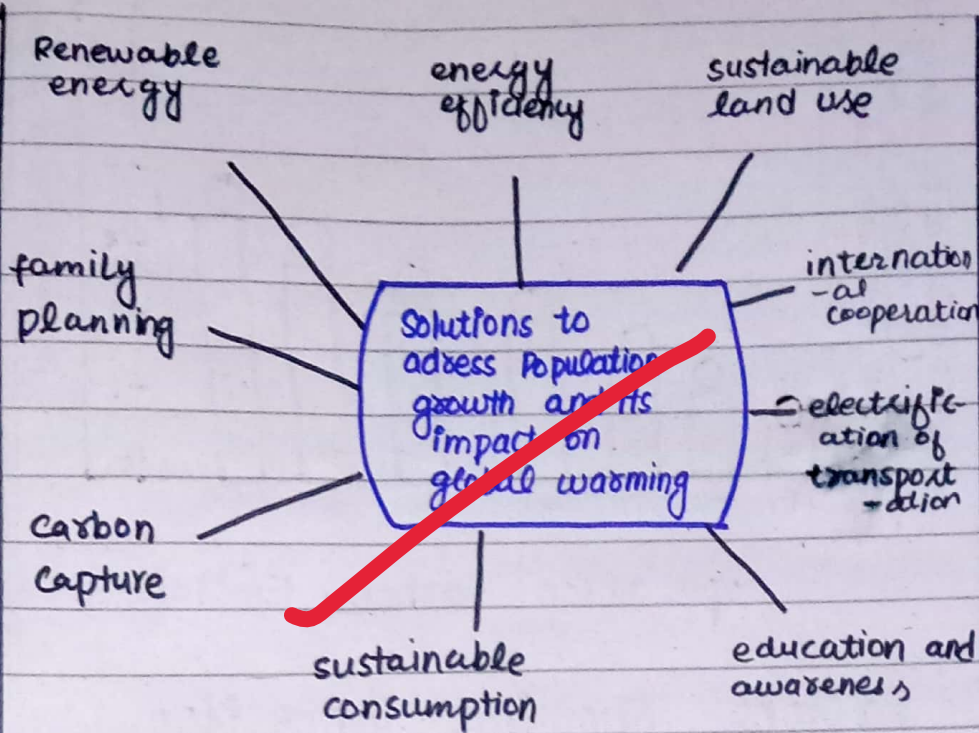 Renewable
energy
energy
efficiency
sustainable
land use
family
planning
internation
-al
cooperation
Solutions to
adress Population
growth and its
impact on
global warming
electrific-
ation of
transport
-ation
carbon
capture
sustainable
consumption
education and
awareness